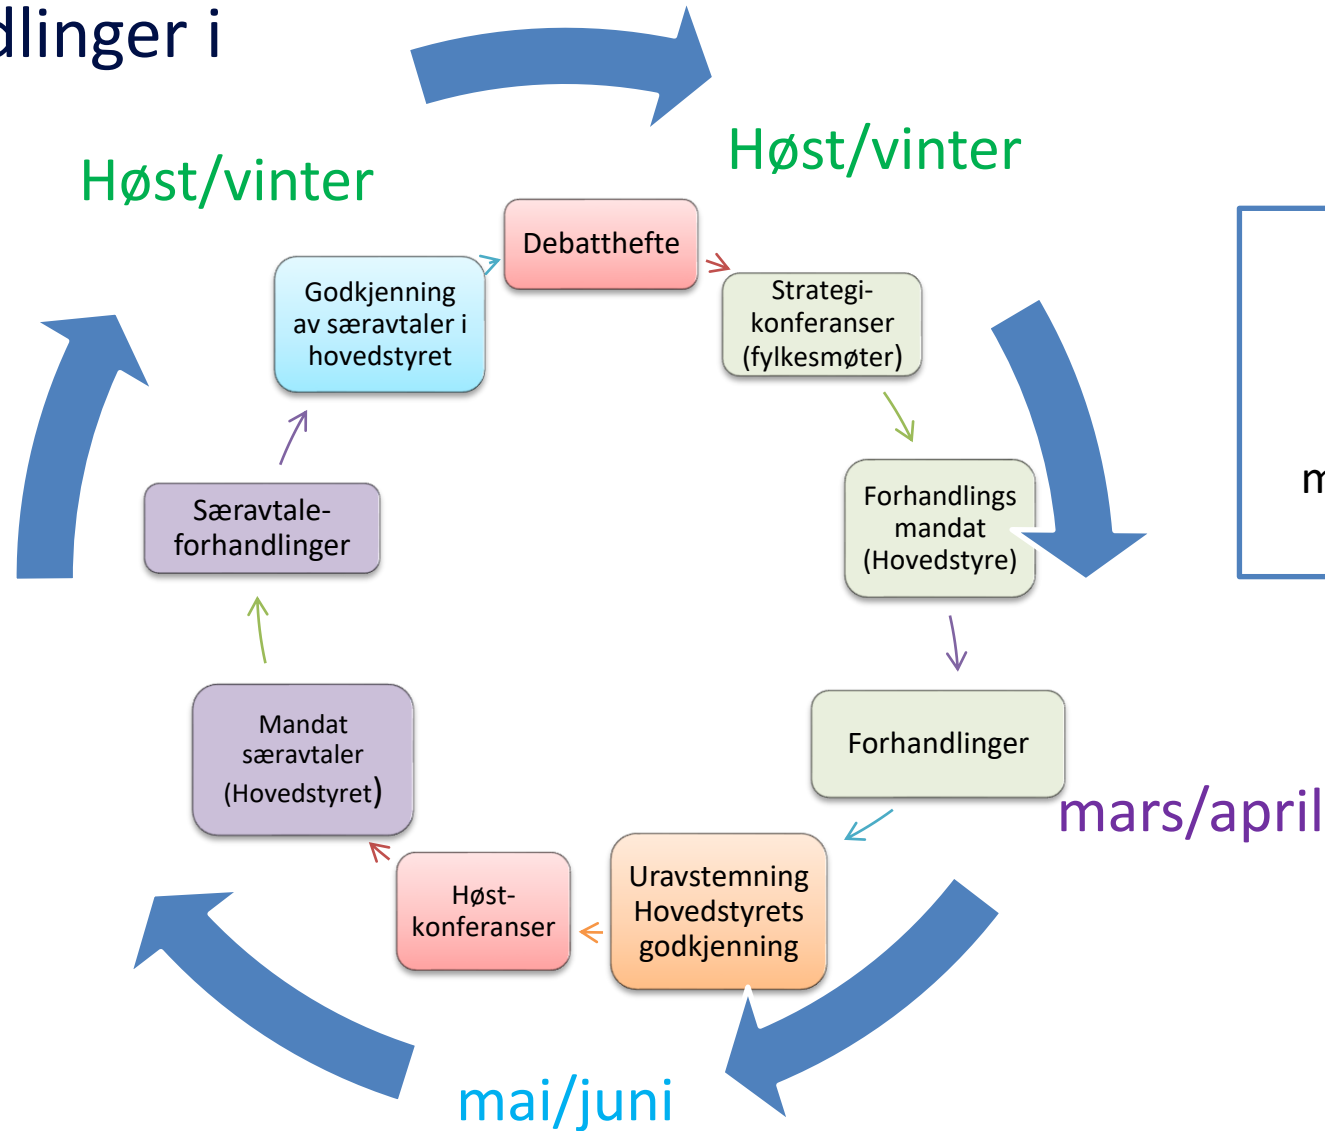 i
Høst/vinter
Høst/vinter
Debatthefte
Strategi-
konferanser
(fylkesmøter)
Forhandlings
mandat
(Hovedstyre)
Forhandlinger
mars/april
Uravstemning
Hovedstyrets
godkjenning
mai/juni
Høst-
konferanser
Mandat
særavtaler
(Hovedstyret)
Særavtale-
forhandlinger
Godkjenning
av særavtaler i
hovedstyret